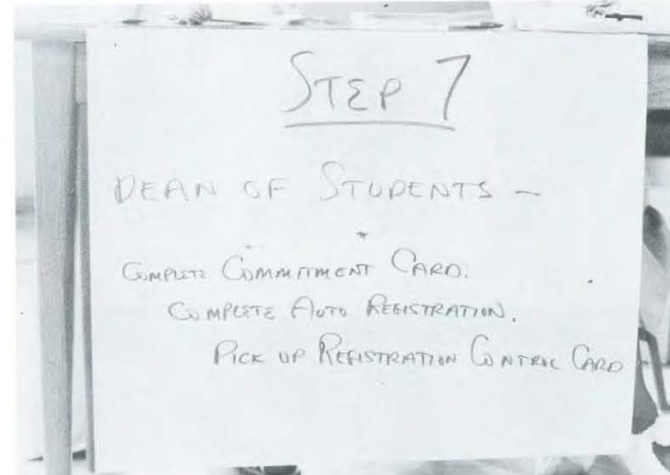 STEP 7
DEAN OF STUDENTS -
COMPLETE COMMITMENT CARD.
COMPLETE AUTO REGISTRATION.
PICK UP REGISTRATION CONTROL CARD